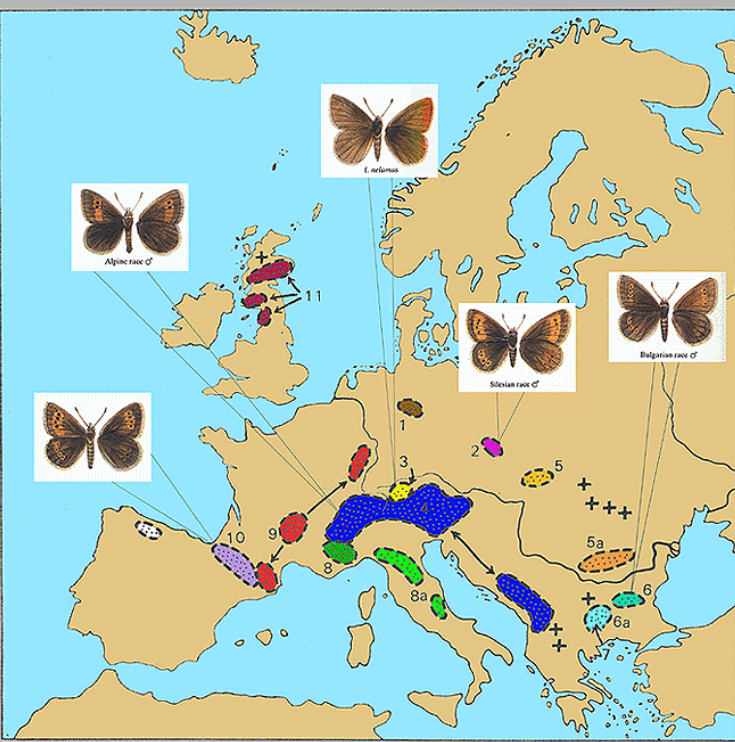 E. nelamus
Alpine race ♂
Bulgarian race ♂
Silesian race ♂
11
1
2
3
5
4
9
10
8
5a
8a
6
6a
7